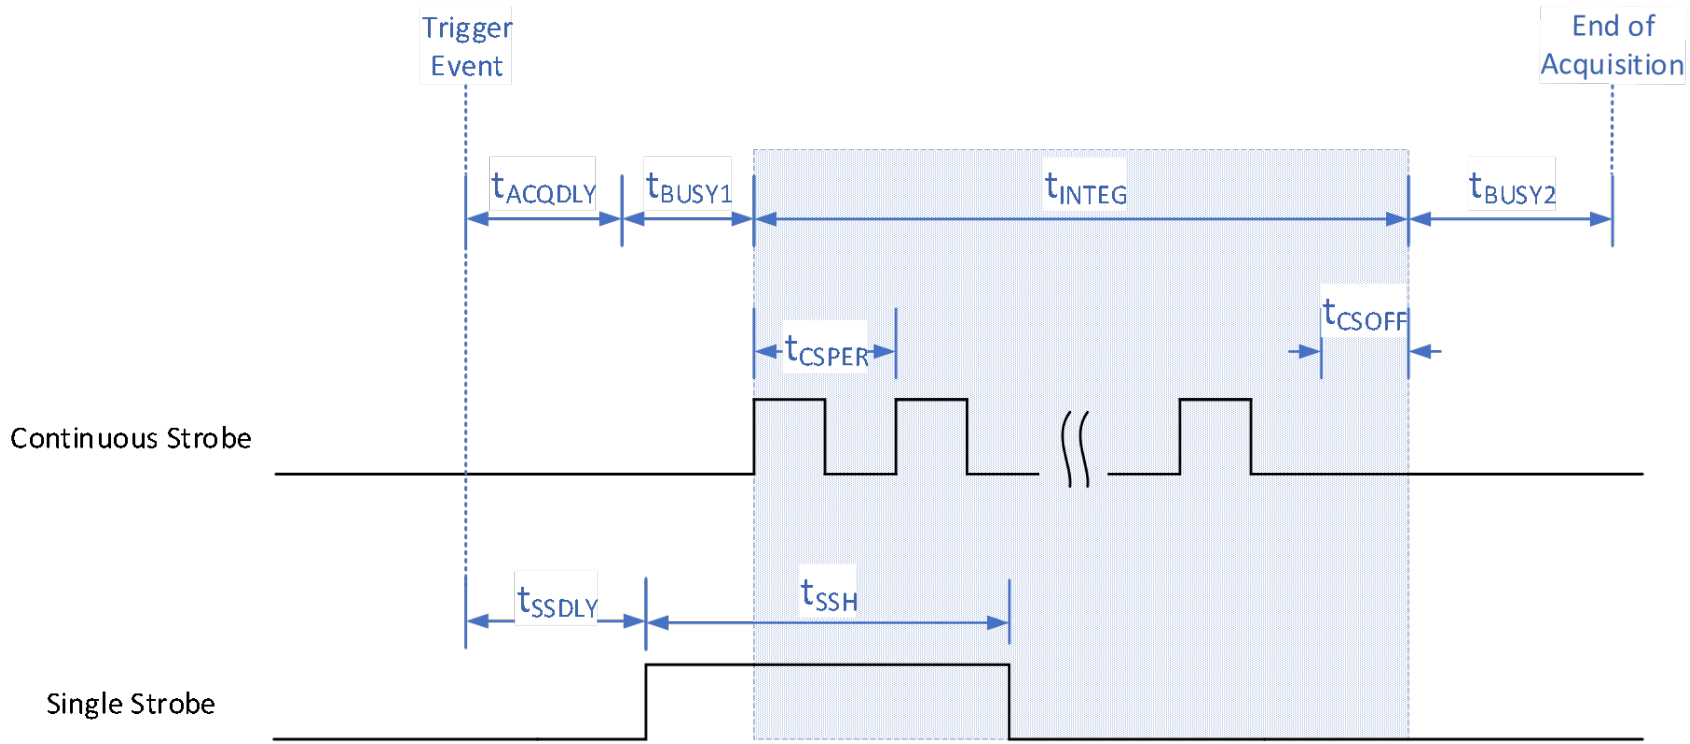 Trigger
Event
End of
Acquisition
tACQDLY
tBUSY1
tINTEG
tBUSY2
tCSOFF
tCSPER
Continuous Strobe
tSSDLY
tSSH
Single Strobe